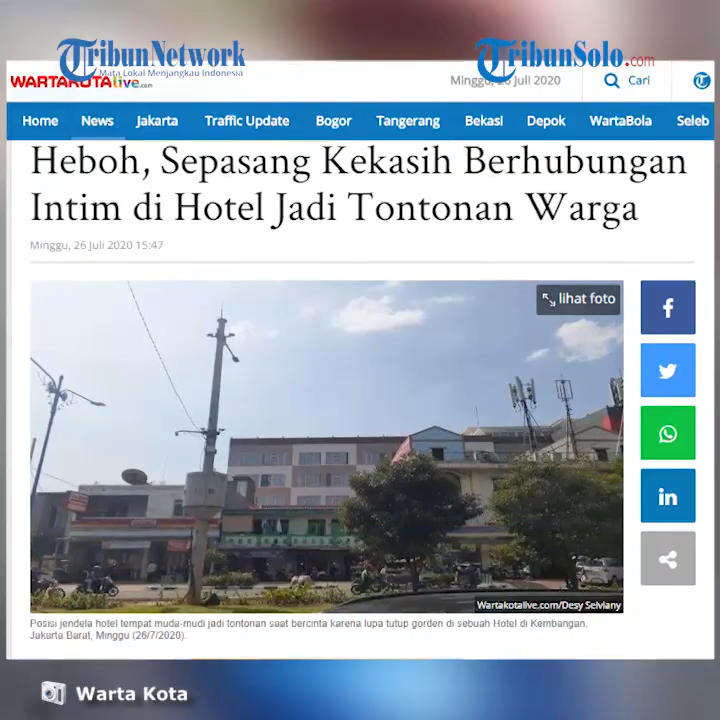 TribunNetwork
Mata Lokal Menjangkau Indonesia
TribunSolo.com
WARTAKOTAlive.com
Minggu, 26 Juli 2020
Cari
Home News Jakarta Traffic Update Bogor Tangerang Bekasi Depok WartaBola Seleb
Heboh, Sepasang Kekasih Berhubungan
Intim di Hotel Jadi Tontonan Warga
Minggu, 26 Juli 2020 15:47
lihat foto
Wartakotalive.com/Desy Selviany
Posisi jendela hotel tempat muda-mudi jadi tontonan saat bercinta karena lupa tutup gorden di sebuah Hotel di Kembangan,
Jakarta Barat, Minggu (26/7/2020).
Warta Kota